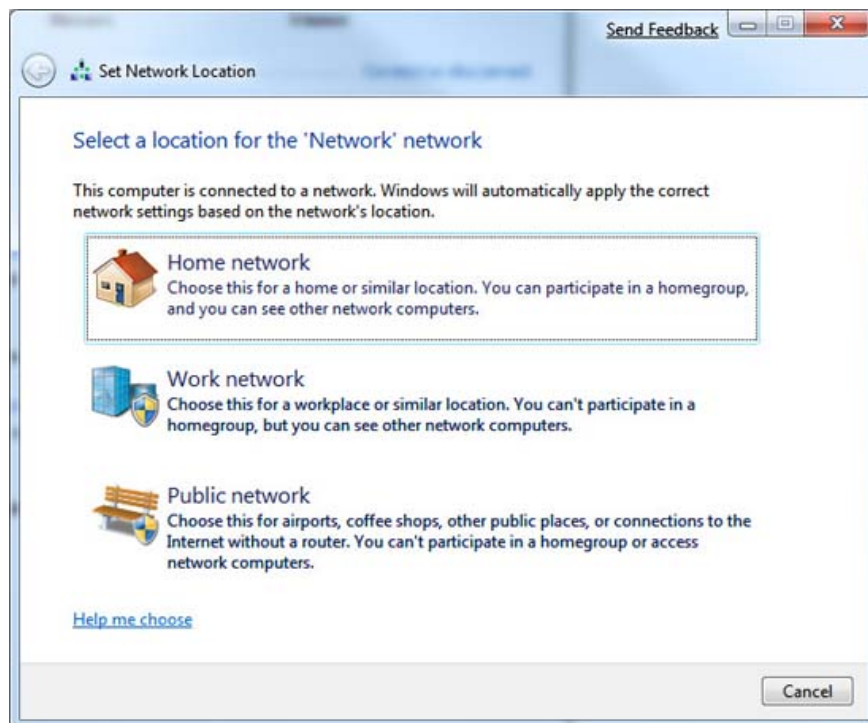 Send Feedback
Set Network Location
Select a location for the 'Network' network
This computer is connected to a network. Windows will automatically apply the correct
network settings based on the network's location.
Home network
Choose this for a home or similar location. You can participate in a homegroup,
and you can see other network computers.
Work network
Choose this for a workplace or similar location. You can't participate in a
homegroup, but you can see other network computers.
Public network
Choose this for airports, coffee shops, other public places, or connections to the
Internet without a router. You can't participate in a homegroup or access
network computers.
Help me choose
Cancel